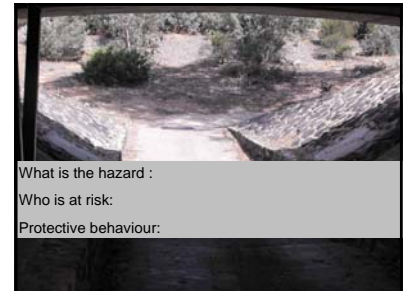 What is the hazard :
Who is at risk:
Protective behaviour: